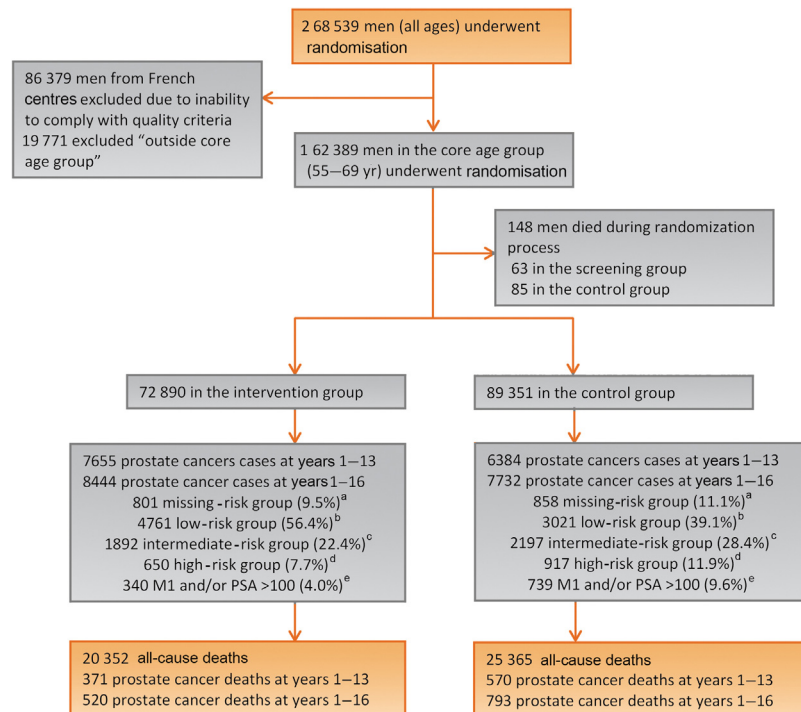 2 68 539 men (all ages) underwent
randomisation
86 379 men from French
centres excluded due to inability
to comply with quality criteria
19 771 excluded “outside core
age group”
1 62 389 men in the core age group
(55–69 yr) underwent randomisation
148 men died during randomization
process
63 in the screening group
85 in the control group
72 890 in the intervention group
89 351 in the control group
7655 prostate cancers cases at years 1–13
8444 prostate cancer cases at years 1–16
801 missing-risk group (9.5%)a
4761 low-risk group (56.4%)b
1892 intermediate-risk group (22.4%)c
650 high-risk group (7.7%)d
340 M1 and/or PSA >100 (4.0%)e
6384 prostate cancers cases at years 1–13
7732 prostate cancer cases at years 1–16
858 missing-risk group (11.1%)a
3021 low-risk group (39.1%)b
2197 intermediate-risk group (28.4%)c
917 high-risk group (11.9%)d
739 M1 and/or PSA >100 (9.6%)e
20 352 all-cause deaths
371 prostate cancer deaths at years 1–13
520 prostate cancer deaths at years 1–16
25 365 all-cause deaths
570 prostate cancer deaths at years 1–13
793 prostate cancer deaths at years 1–16